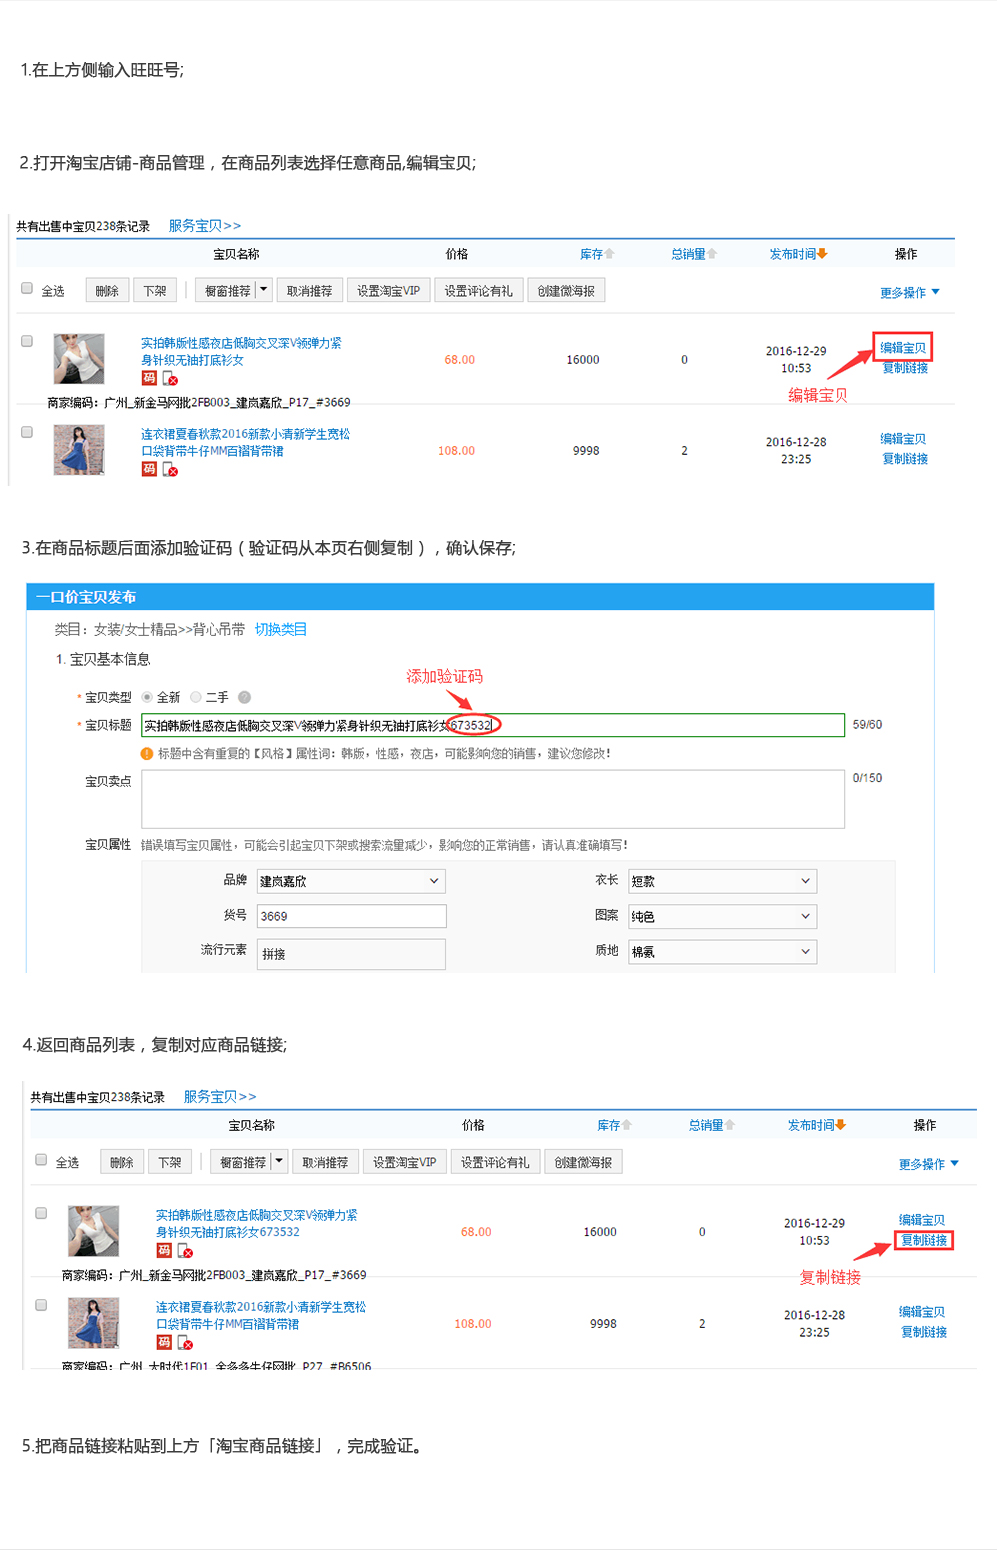 1.在上方侧输入旺旺号;
2.打开淘宝店铺-商品管理，在商品列表选择任意商品,编辑宝贝;
共有出售中宝贝238条记录 服务宝贝>>
宝贝名称 价格 库存 总销量 发布时间 操作
全选 删除 下架 橱窗推荐 取消推荐 设置淘宝VIP 设置评论有礼 创建微海报 更多操作
实拍韩版性感夜店低胸交叉深V领弹力紧
身针织无袖打底衫女
码
68.00 16000 0
2016-12-29
10:53
编辑宝贝
复制链接
编辑宝贝
商家编码：广州_新金马网批2FB003_建岚嘉欣_P17_#3669
连衣裙夏春秋款2016新款小清新学生宽松
口袋背带牛仔MM百褶背带裙
码
108.00 9998 2
2016-12-28
23:25
编辑宝贝
复制链接
3.在商品标题后面添加验证码（验证码从本页右侧复制），确认保存;
一口价宝贝发布
类目：女装/女士精品>>背心吊带 切换类目
1. 宝贝基本信息
添加验证码
* 宝贝类型 全新 二手 ?
* 宝贝标题 实拍韩版性感夜店低胸交叉深V领弹力紧身针织无袖打底衫女673532 59/60
! 标题中含有重复的【风格】属性词：韩版，性感，夜店，可能影响您的销售，建议您修改！
宝贝卖点 0/150
宝贝属性 错误填写宝贝属性，可能会引起宝贝下架或搜索流量减少，影响您的正常销售，请认真准确填写！
品牌 建岚嘉欣 衣长 短款
货号 3669 图案 纯色
流行元素 拼接 质地 棉氨
4.返回商品列表，复制对应商品链接;
共有出售中宝贝238条记录 服务宝贝>>
宝贝名称 价格 库存 总销量 发布时间 操作
全选 删除 下架 橱窗推荐 取消推荐 设置淘宝VIP 设置评论有礼 创建微海报 更多操作
实拍韩版性感夜店低胸交叉深V领弹力紧
身针织无袖打底衫女673532
码
68.00 16000 0
2016-12-29
10:53
编辑宝贝
复制链接
复制链接
商家编码：广州_新金马网批2FB003_建岚嘉欣_P17_#3669
连衣裙夏春秋款2016新款小清新学生宽松
口袋背带牛仔MM百褶背带裙
码
108.00 9998 2
2016-12-28
23:25
编辑宝贝
复制链接
商家编码：广州_大时代1F01_金多多牛仔网批_P27_#B6506
5.把商品链接粘贴到上方「淘宝商品链接」，完成验证。